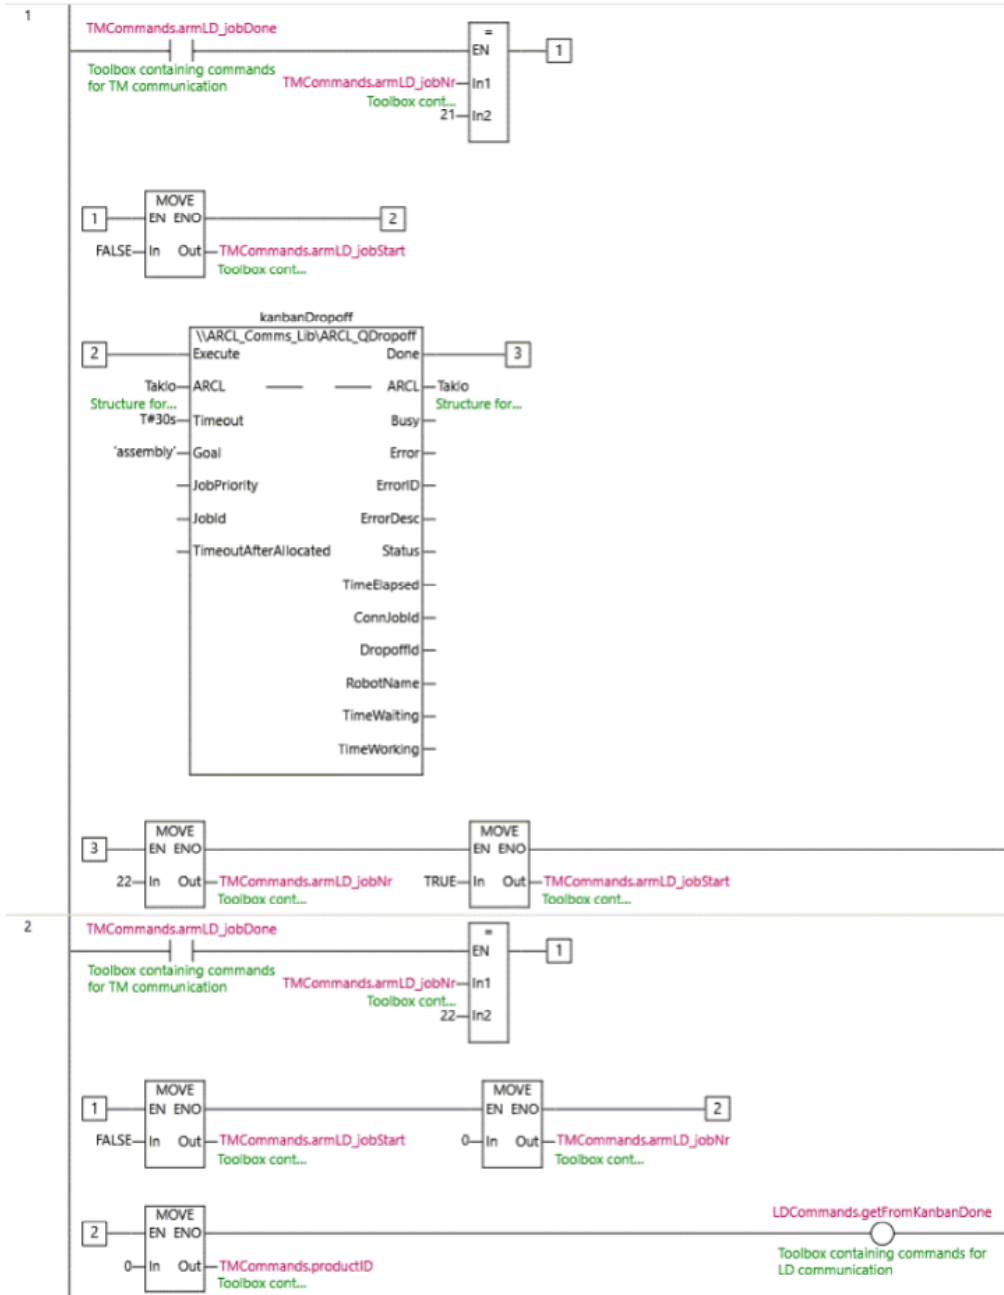 1
TMCommands.armLD_jobDone
=
EN
1
Toolbox containing commands
for TM communication
TMCommands.armLD_jobNr
In1
Toolbox cont...
21
In2
MOVE
1
EN ENO
2
FALSE
In Out
TMCommands.armLD_jobStart
Toolbox cont...
kanbanDropoff
\\ARCL_Comms_Lib\ARCL_QDropoff
2
Execute
Done
3
Taklo
ARCL
ARCL
Taklo
Structure for...
Structure for...
T#30s
Timeout
Busy
'assembly'
Goal
Error
JobPriority
ErrorID
JobId
ErrorDesc
TimeoutAfterAllocated
Status
TimeElapsed
ConnJobId
DropoffId
RobotName
TimeWaiting
TimeWorking
MOVE
MOVE
3
EN ENO
EN ENO
22
In Out
TMCommands.armLD_jobNr
TRUE
In Out
TMCommands.armLD_jobStart
Toolbox cont...
Toolbox cont...
2
TMCommands.armLD_jobDone
=
EN
1
Toolbox containing commands
for TM communication
TMCommands.armLD_jobNr
In1
Toolbox cont...
22
In2
MOVE
MOVE
1
EN ENO
EN ENO
2
FALSE
In Out
TMCommands.armLD_jobStart
0
In Out
TMCommands.armLD_jobNr
Toolbox cont...
Toolbox cont...
MOVE
LDCommands.getFromKanbanDone
2
EN ENO
Toolbox containing commands for
LD communication
0
In Out
TMCommands.productID
Toolbox cont...